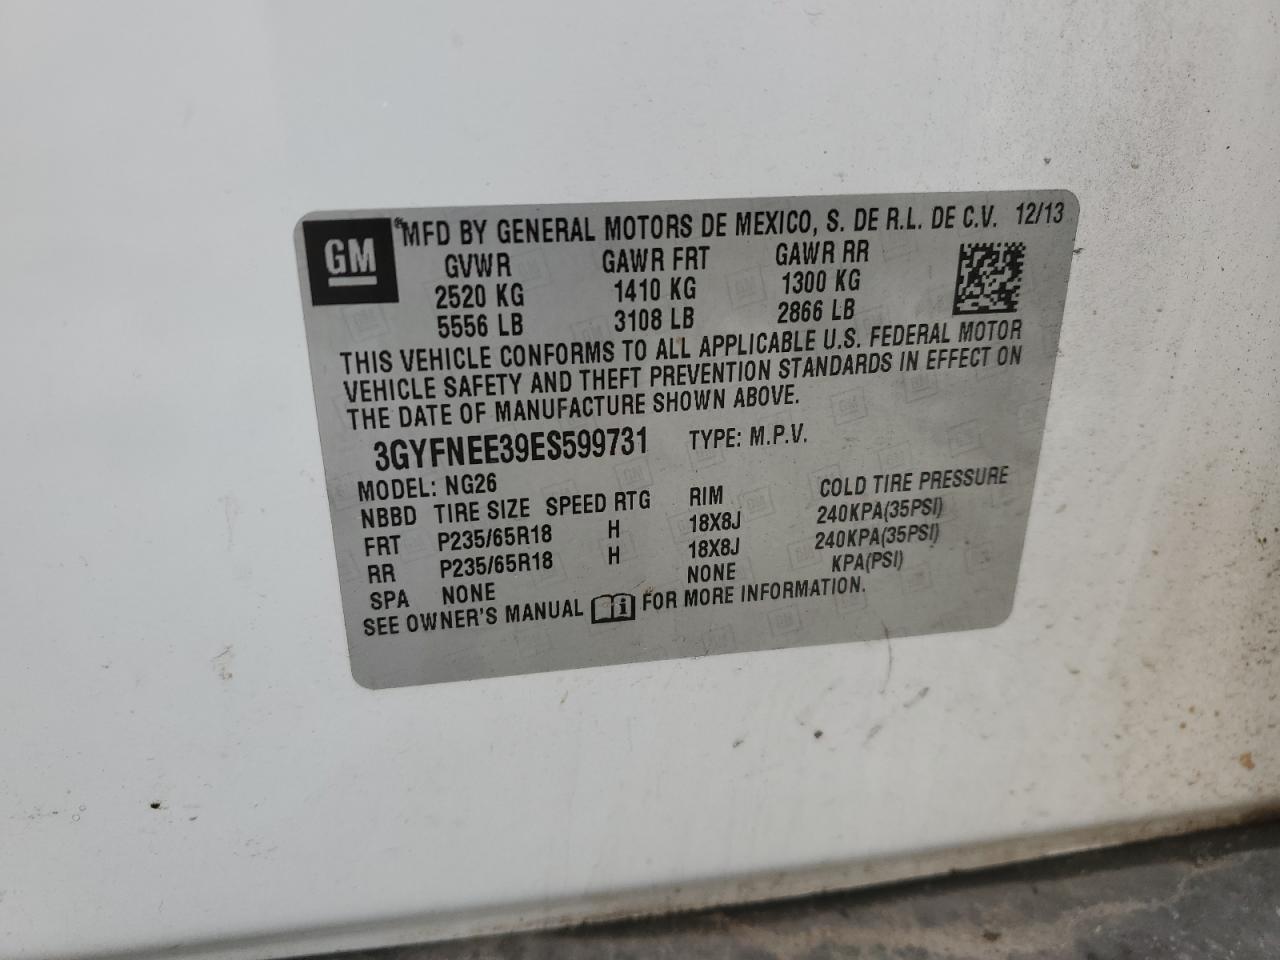 GM
®MFD BY GENERAL MOTORS DE MEXICO, S. DE R.L. DE C.V. 12/13
GVWR GAWR FRT GAWR RR
2520 KG 1410 KG 1300 KG
5556 LB 3108 LB 2866 LB
THIS VEHICLE CONFORMS TO ALL APPLICABLE U.S. FEDERAL MOTOR
VEHICLE SAFETY AND THEFT PREVENTION STANDARDS IN EFFECT ON
THE DATE OF MANUFACTURE SHOWN ABOVE.
3GYFNEE39ES599731 TYPE: M.P.V.
MODEL: NG26
NBBD TIRE SIZE SPEED RTG RIM COLD TIRE PRESSURE
FRT P235/65R18 H 18X8J 240KPA(35PSI)
RR P235/65R18 H 18X8J 240KPA(35PSI)
SPA NONE NONE KPA(PSI)
SEE OWNER'S MANUAL FOR MORE INFORMATION.